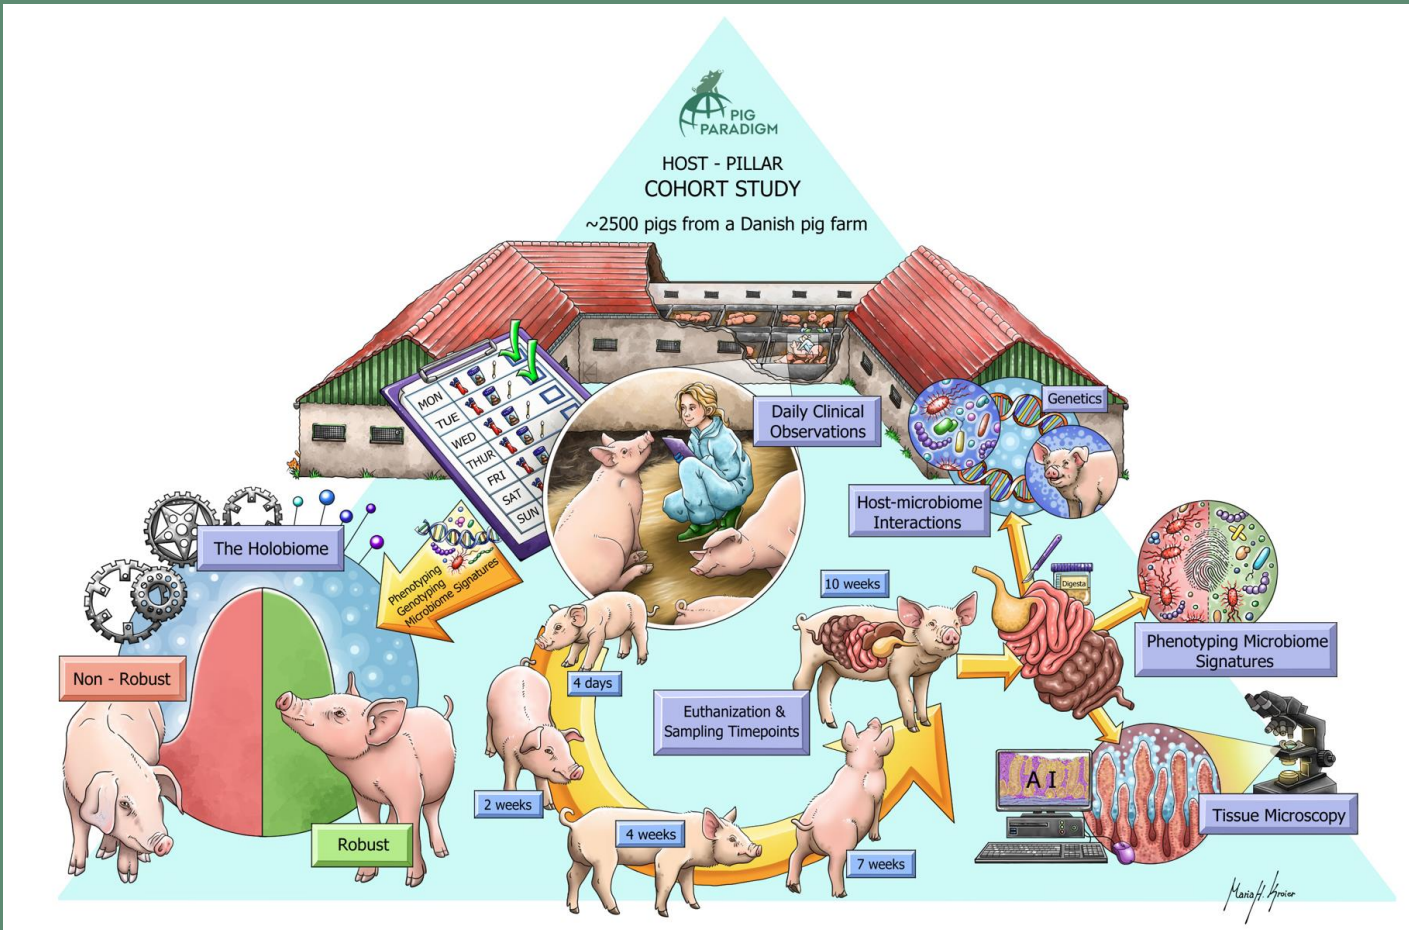 PIG
PARADIGM
HOST - PILLAR
COHORT STUDY
~2500 pigs from a Danish pig farm
MON
TUE
WED
THUR
FRI
SAT
SUN
Daily Clinical
Observations
Genetics
Host-microbiome
Interactions
The Holobiome
Phenotyping
Genotyping
Microbiome Signatures
Non - Robust
Robust
4 days
2 weeks
4 weeks
7 weeks
10 weeks
Euthanization &
Sampling Timepoints
Digesta
Phenotyping Microbiome
Signatures
AI
Tissue Microscopy
Maria H. Kroier